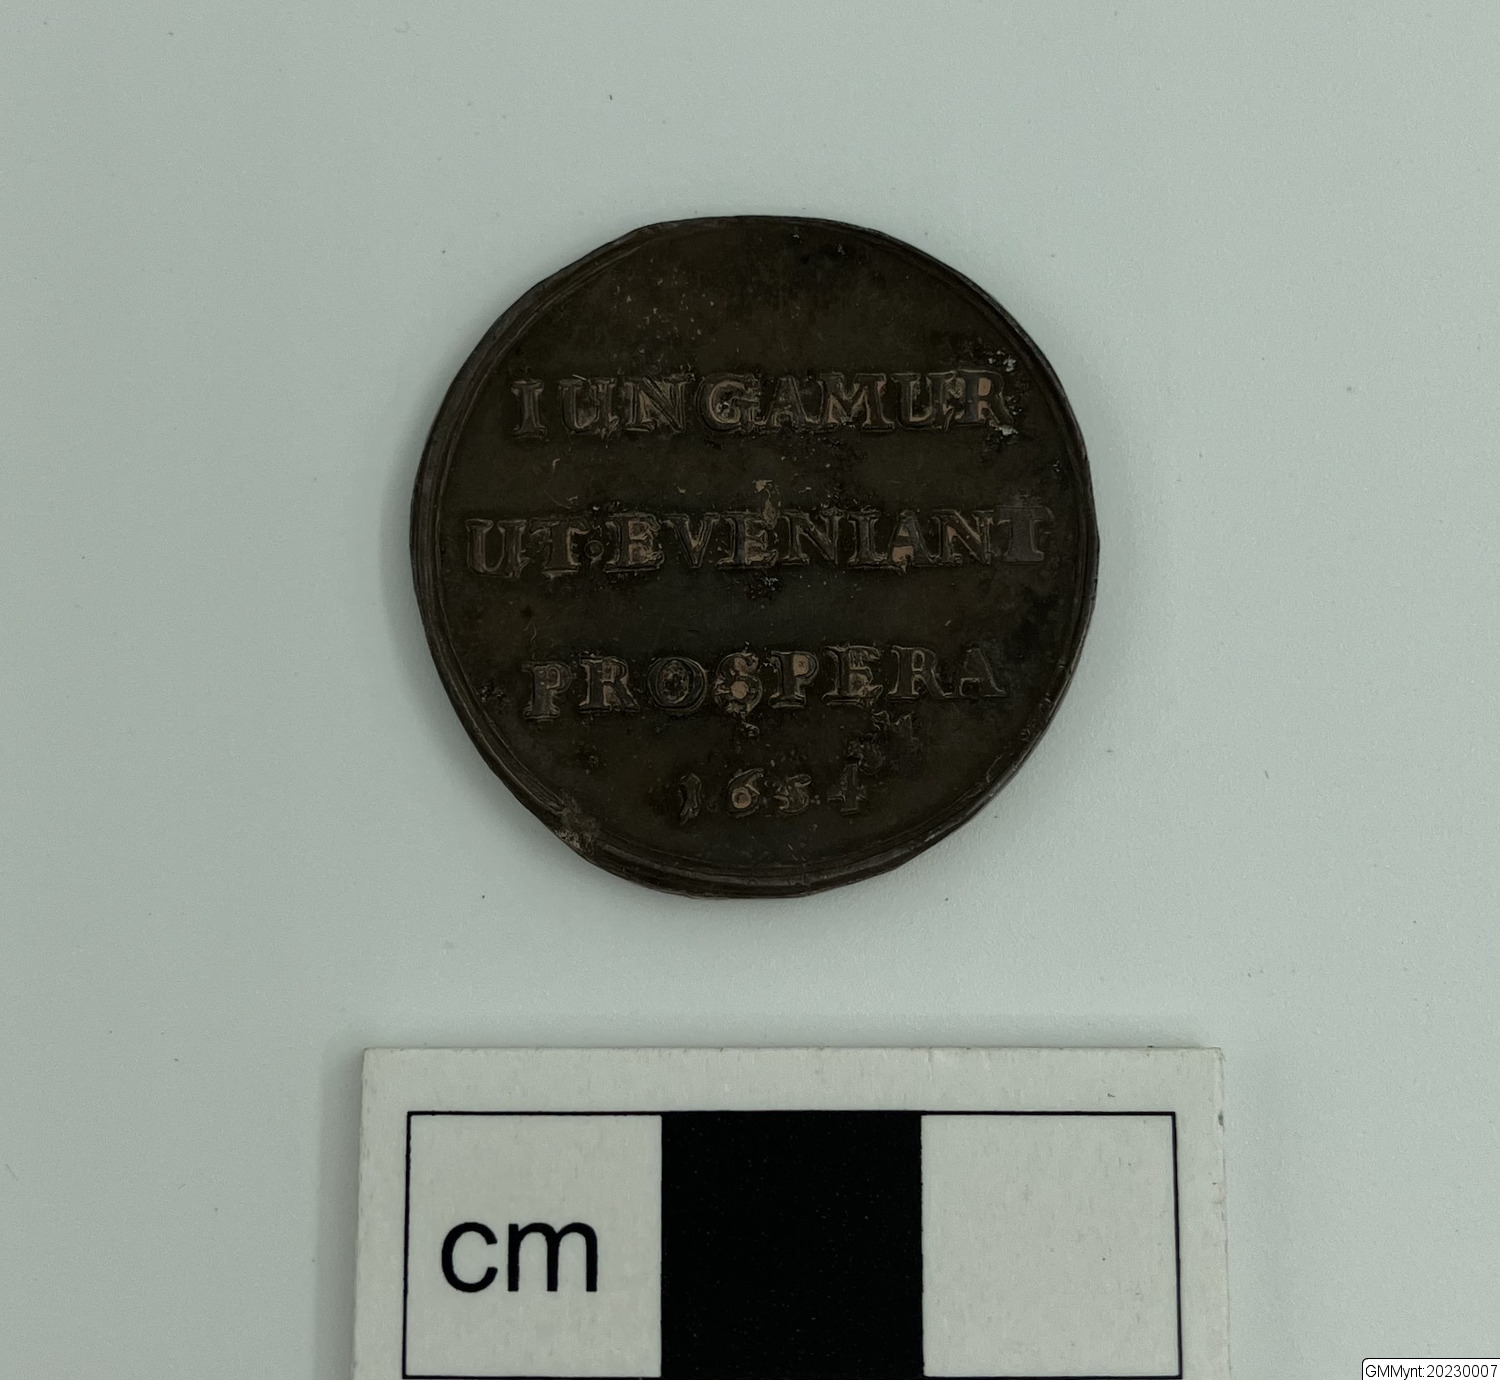 IUNGAMUR
UT·EVENIANT
PROSPERA
1654
cm
GMMynt:20230007